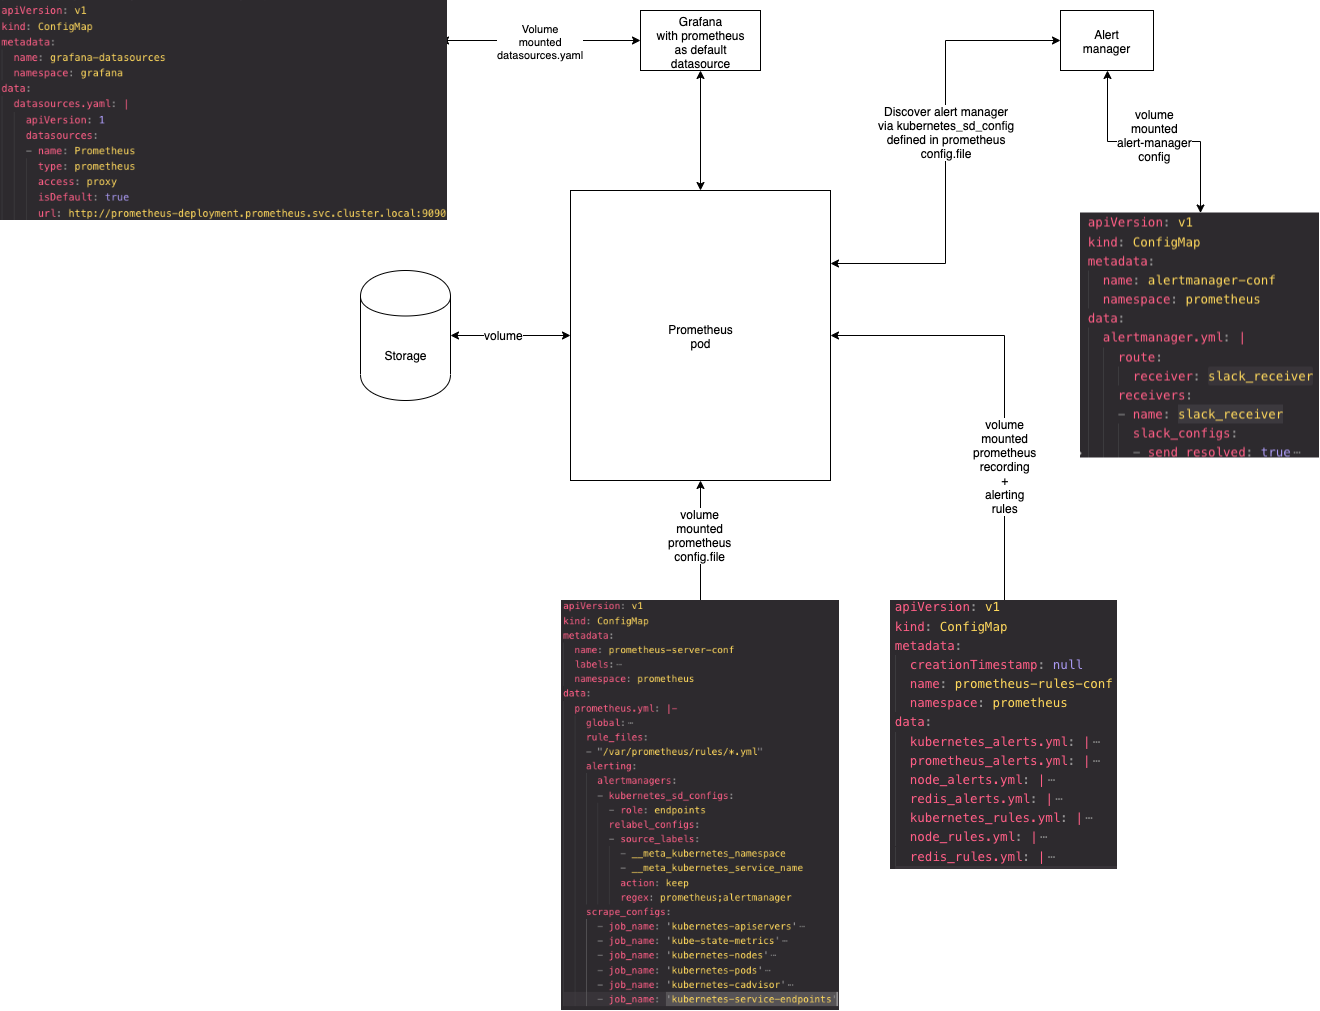 apiVersion: v1
kind: ConfigMap
metadata:
name: grafana-datasources
namespace: grafana
data:
datasources.yaml: |
apiVersion: 1
datasources:
- name: Prometheus
type: prometheus
access: proxy
isDefault: true
url: http://prometheus-deployment.prometheus.svc.cluster.local:9090
Volume
mounted
datasources.yaml
Grafana
with prometheus
as default
datasource
Alert
manager
Discover alert manager
via kubernetes_sd_config
defined in prometheus
config.file
volume
mounted
alert-manager
config
apiVersion: v1
kind: ConfigMap
metadata:
name: alertmanager-conf
namespace: prometheus
data:
alertmanager.yml: |
route:
receiver: slack_receiver
receivers:
- name: slack_receiver
slack_configs:
- send_resolved: true…
Storage
volume
Prometheus
pod
volume
mounted
prometheus
recording
+
alerting
rules
volume
mounted
prometheus
config.file
apiVersion: v1
kind: ConfigMap
metadata:
name: prometheus-server-conf
labels:…
namespace: prometheus
data:
prometheus.yml: |-
global:…
rule_files:
- "/var/prometheus/rules/*.yml"
alerting:
alertmanagers:
- kubernetes_sd_configs:
- role: endpoints
relabel_configs:
- source_labels:
- __meta_kubernetes_namespace
- __meta_kubernetes_service_name
action: keep
regex: prometheus;alertmanager
scrape_configs:
- job_name: 'kubernetes-apiservers'…
- job_name: 'kube-state-metrics'…
- job_name: 'kubernetes-nodes'…
- job_name: 'kubernetes-pods'…
- job_name: 'kubernetes-cadvisor'…
- job_name: 'kubernetes-service-endpoints'
apiVersion: v1
kind: ConfigMap
metadata:
creationTimestamp: null
name: prometheus-rules-conf
namespace: prometheus
data:
kubernetes_alerts.yml: |…
prometheus_alerts.yml: |…
node_alerts.yml: |…
redis_alerts.yml: |…
kubernetes_rules.yml: |…
node_rules.yml: |…
redis_rules.yml: |…